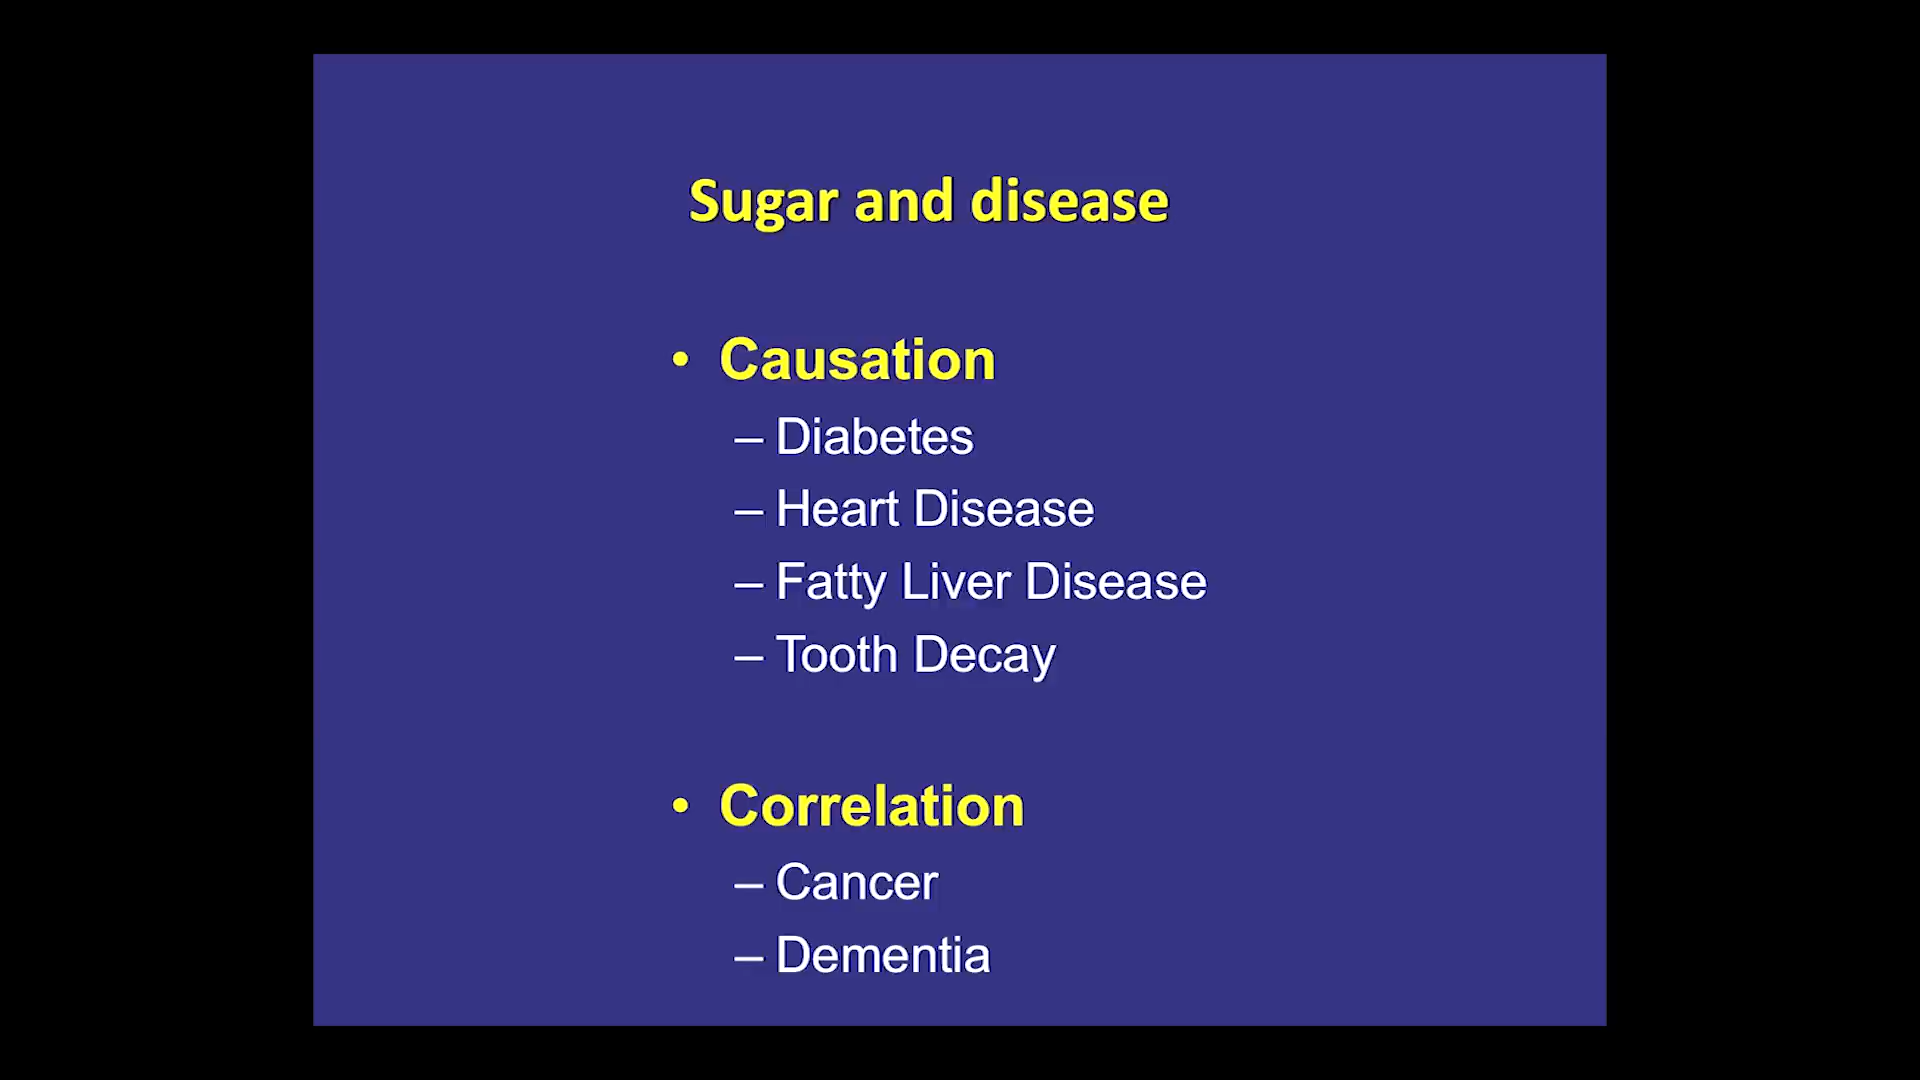 Sugar and disease
• Causation
– Diabetes
– Heart Disease
– Fatty Liver Disease
– Tooth Decay
• Correlation
– Cancer
– Dementia